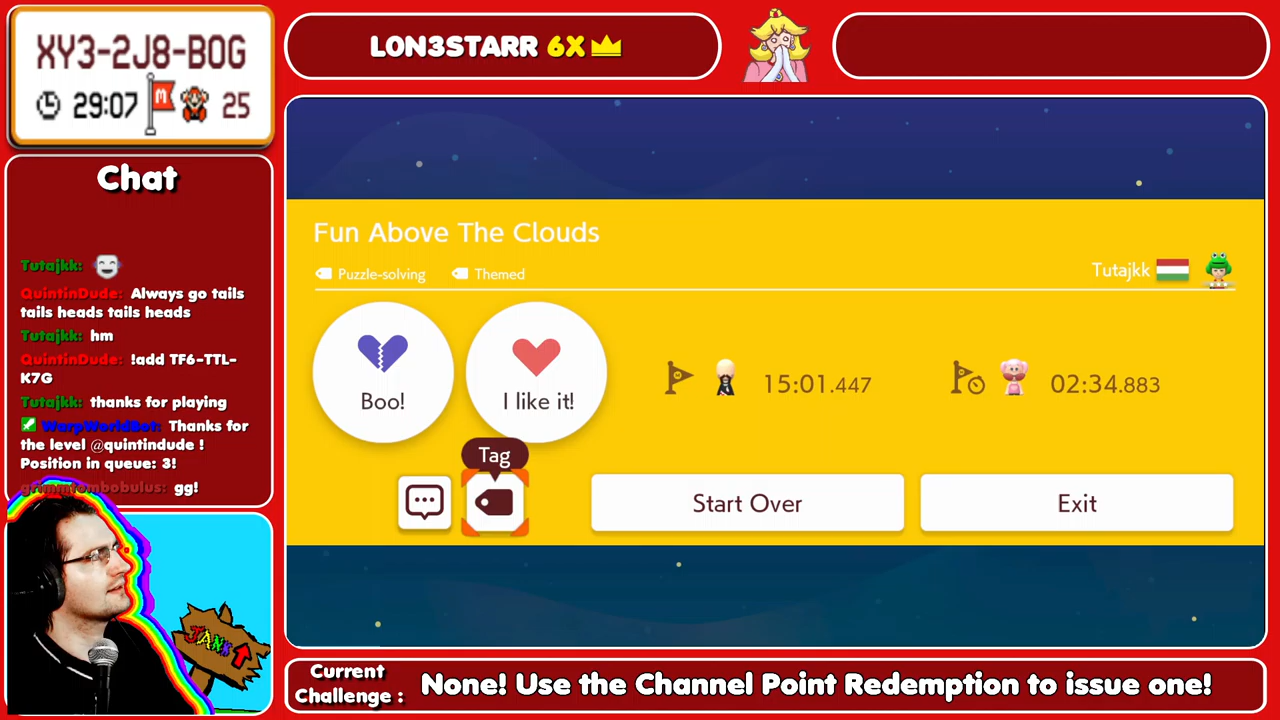 XY3-2J8-B0G
29:07 M 25
LON3STARR 6X
Chat
Tutajkk:
QuintinDude: Always go tails
tails heads tails heads
Tutajkk: hm
QuintinDude: !add TF6-TTL-
K7G
Tutajkk: thanks for playing
WarpWorldBot: Thanks for
the level @quintindude !
Position in queue: 3!
grimmtombobulus: gg!
JANK
Fun Above The Clouds
Puzzle-solving Themed
Tutajkk
Boo!
I like it!
M 15:01.447
02:34.883
Tag
Start Over
Exit
Current
Challenge :
None! Use the Channel Point Redemption to issue one!